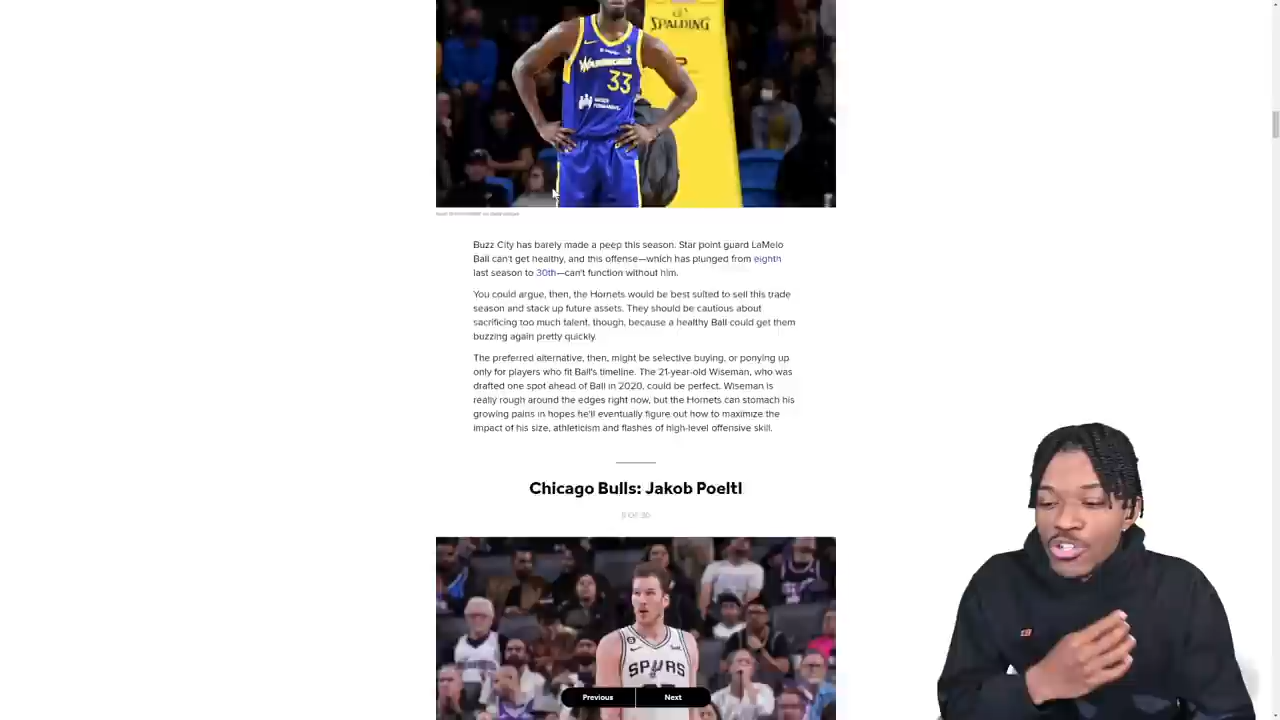 SPALDING
WARRIORS
33
KAISER PERMANENTE
Buzz City has barely made a peep this season. Star point guard LaMelo
Ball can't get healthy, and this offense—which has plunged from eighth
last season to 30th—can't function without him.
You could argue, then, the Hornets would be best suited to sell this trade
season and stack up future assets. They should be cautious about
sacrificing too much talent, though, because a healthy Ball could get them
buzzing again pretty quickly.
The preferred alternative, then, might be selective buying, or ponying up
only for players who fit Ball's timeline. The 21-year-old Wiseman, who was
drafted one spot ahead of Ball in 2020, could be perfect. Wiseman is
really rough around the edges right now, but the Hornets can stomach his
growing pains in hopes he'll eventually figure out how to maximize the
impact of his size, athleticism and flashes of high-level offensive skill.
Chicago Bulls: Jakob Poeltl
OF 30
SPURS
Previous
Next